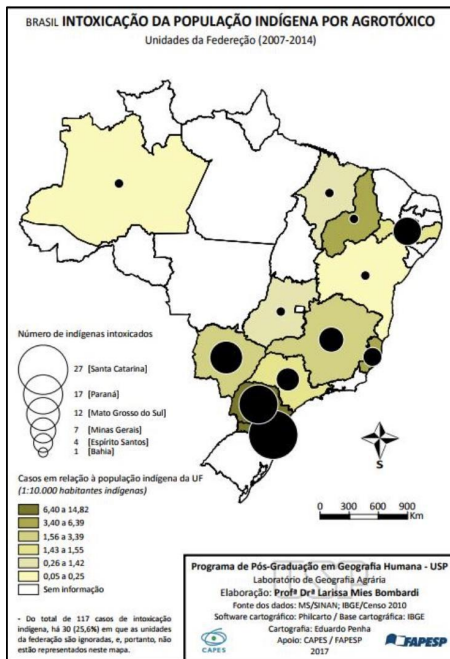 BRASIL INTOXICAÇÃO DA POPULAÇÃO INDÍGENA POR AGROTÓXICO
Unidades da Federeção (2007-2014)
Número de indígenas intoxicados
27 [Santa Catarina]
17 [Paraná]
12 [Mato Grosso do Sul]
7 [Minas Gerais]
4 [Espírito Santos]
1 [Bahia]
Casos em relação à população indígena da UF
(1:10.000 habitantes indígenas)
6,40 a 14,82
3,40 a 6,39
1,56 a 3,39
1,43 a 1,55
0,26 a 1,42
0,05 a 0,25
Sem informação
- Do total de 117 casos de intoxicação
indígena, há 30 (25,6%) em que as unidades
da federação são ignoradas, e, portanto, não
estão representados neste mapa.
S
0 300 600 900
Km
Programa de Pós-Graduação em Geografia Humana - USP
Laboratório de Geografia Agrária
Elaboração: Profª Drª Larissa Mies Bombardi
Fonte dos dados: MS/SINAN; IBGE/Censo 2010
Software cartográfico: Philcarto / Base cartográfica: IBGE
Cartografia: Eduardo Penha
Apoio: CAPES / FAPESP
2017
CAPES
FAPESP